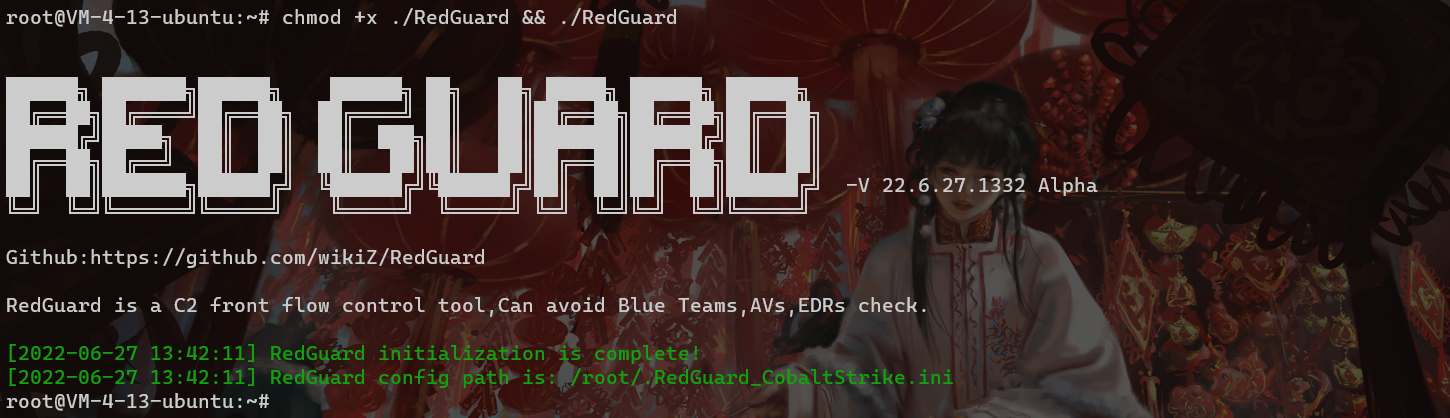 root@VM-4-13-ubuntu:~# chmod +x ./RedGuard && ./RedGuard
RED GUARD
-V 22.6.27.1332 Alpha
Github:https://github.com/wikiZ/RedGuard
RedGuard is a C2 front flow control tool,Can avoid Blue Teams,AVs,EDRs check.
[2022-06-27 13:42:11] RedGuard initialization is complete!
[2022-06-27 13:42:11] RedGuard config path is: /root/.RedGuard_CobaltStrike.ini
root@VM-4-13-ubuntu:~#